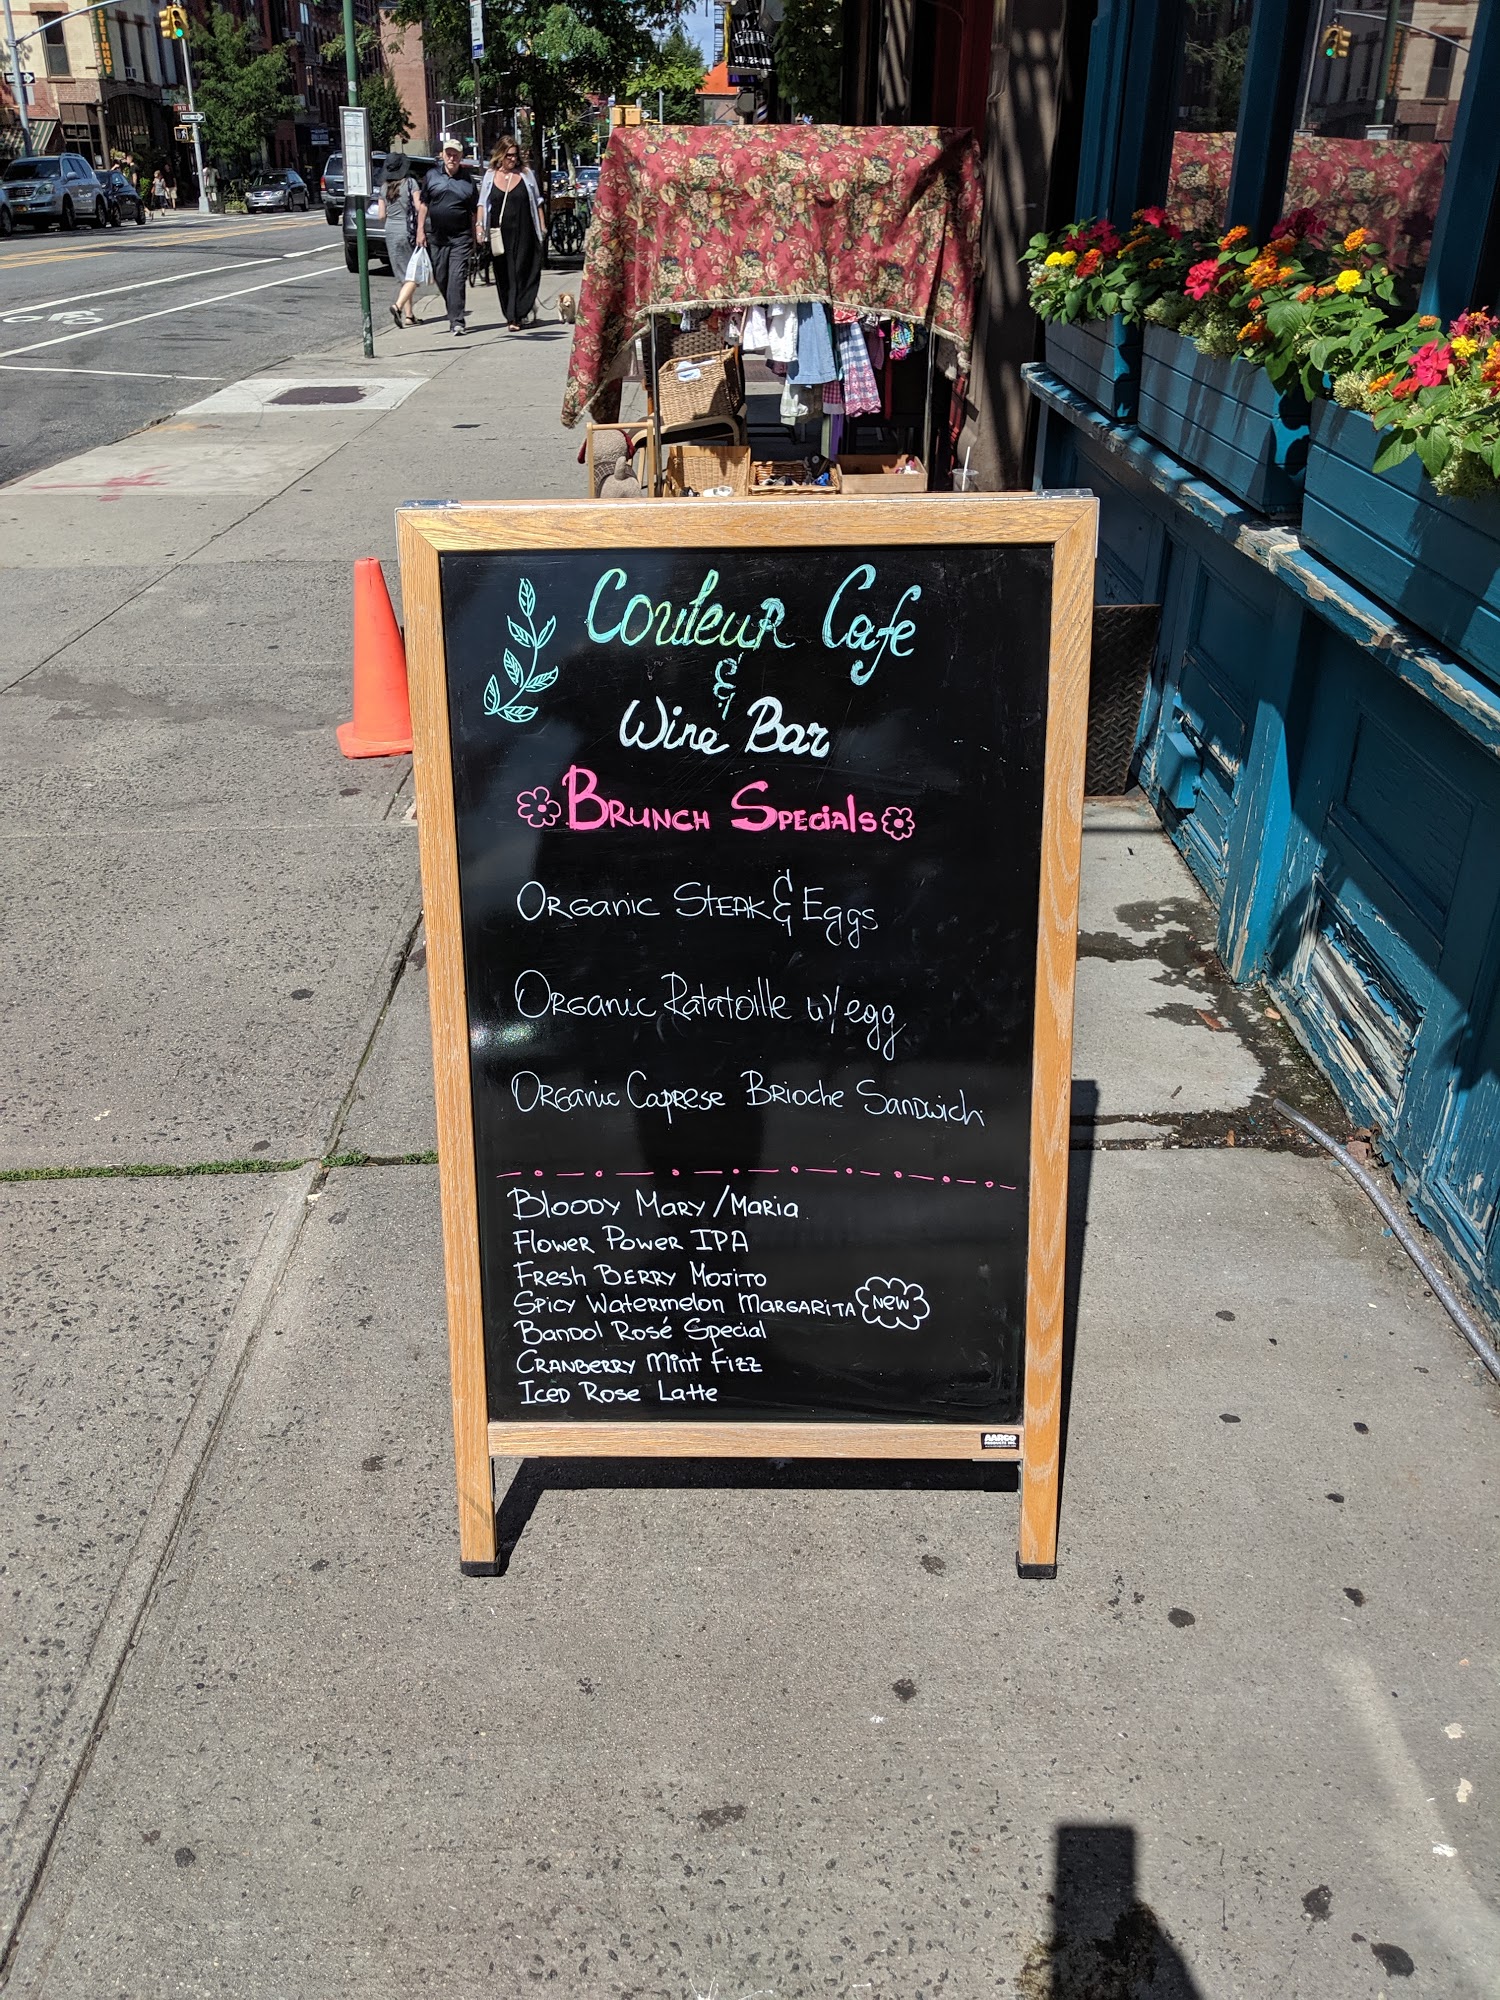 Couleur Cafe
&
Wine Bar
Brunch Specials
Organic Steak & Eggs
Organic Ratatoille w/ egg
Organic Caprese Brioche Sandwich
Bloody Mary/Maria
Flower Power IPA
Fresh Berry Mojito
Spicy Watermelon Margarita New
Bandol Rosé Special
Cranberry Mint Fizz
Iced Rose Latte
AARCO